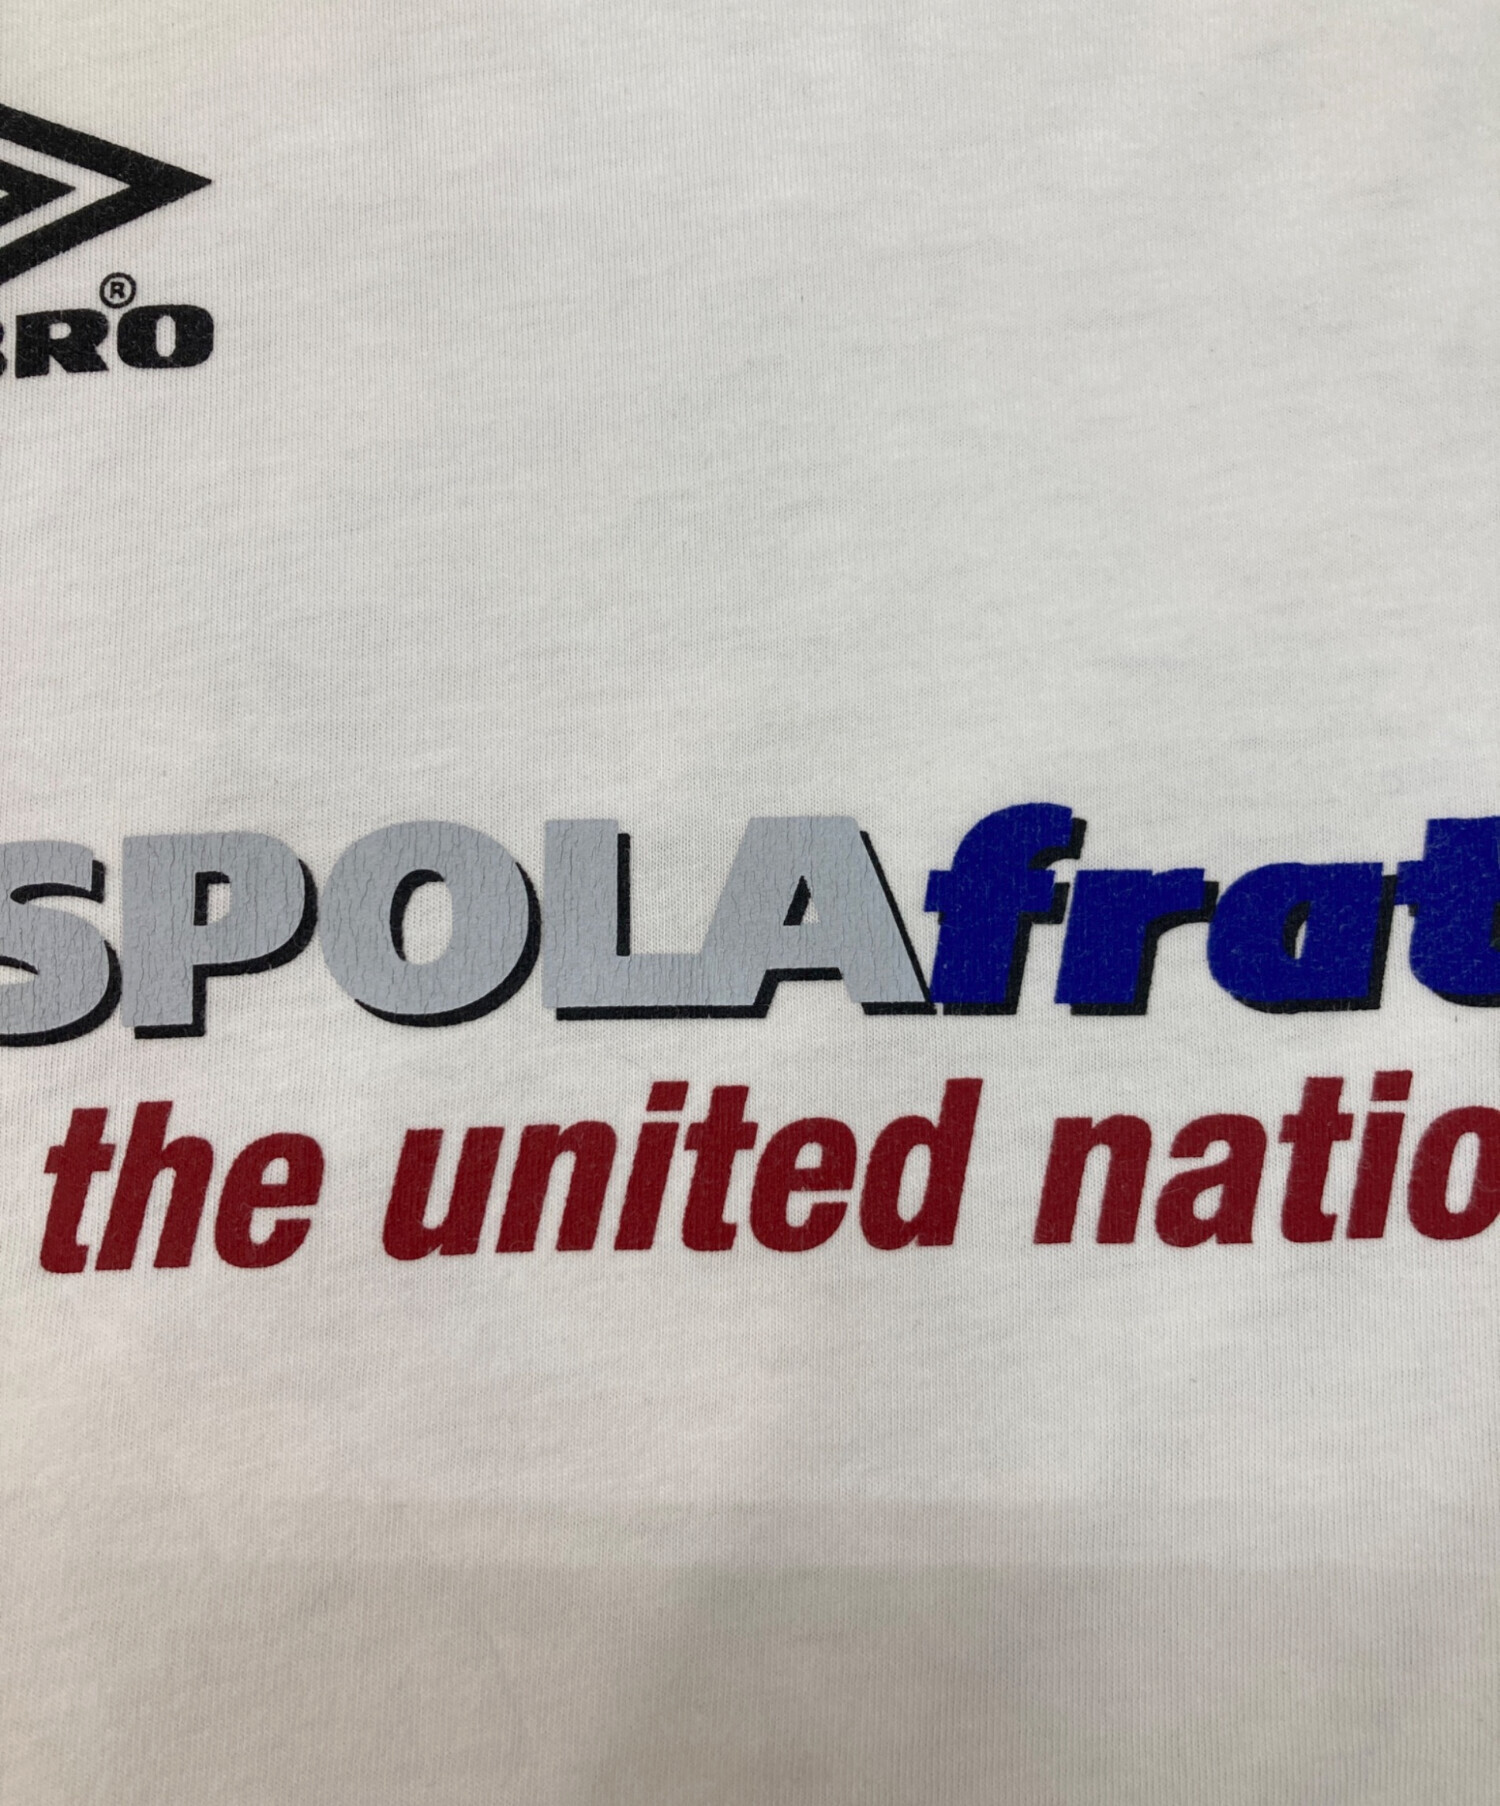 BRO®
SPOLAfrat
the united natio